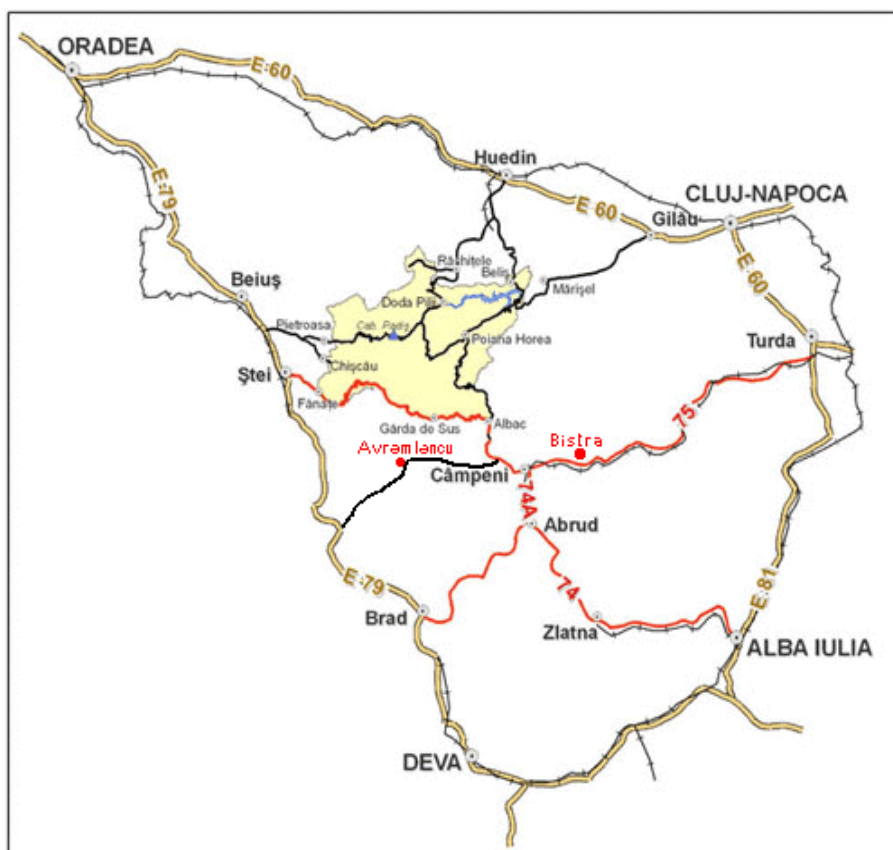 ORADEA
E 60
Huedin
CLUJ-NAPOCA
E 60
Gilău
E 79
Răchițele
E 60
Beliș
Mărișel
Beiuș
Doda Pilii
Pietroasa
Cab. Padiș
Poiana Horea
Turda
Chișcău
Ștei
Fânațe
Gârda de Sus
Albac
75
Avram Iancu
Bistra
Câmpeni
74A
Abrud
E 79
74
E 81
Brad
Zlatna
ALBA IULIA
DEVA